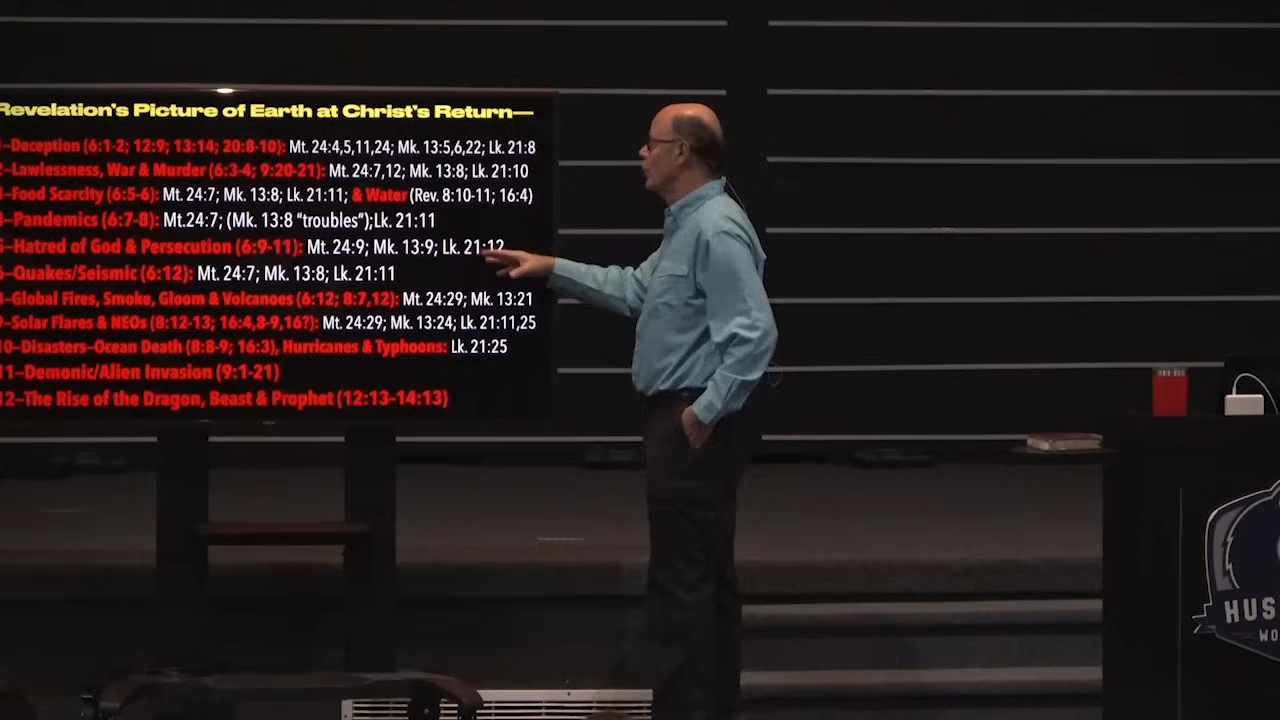 Revelation's Picture of Earth at Christ's Return—
–Deception (6:1-2; 12:9; 13:14; 20:8-10): Mt. 24:4,5,11,24; Mk. 13:5,6,22; Lk. 21:8
2–Lawlessness, War & Murder (6:3-4; 9:20-21): Mt. 24:7,12; Mk. 13:8; Lk. 21:10
–Food Scarcity (6:5-6): Mt. 24:7; Mk. 13:8; Lk. 21:11; & Water (Rev. 8:10-11; 16:4)
–Pandemics (6:7-8): Mt.24:7; (Mk. 13:8 "troubles");Lk. 21:11
–Hatred of God & Persecution (6:9-11): Mt. 24:9; Mk. 13:9; Lk. 21:12
–Quakes/Seismic (6:12): Mt. 24:7; Mk. 13:8; Lk. 21:11
–Global Fires, Smoke, Gloom & Volcanoes (6:12; 8:7,12): Mt. 24:29; Mk. 13:21
–Solar Flares & NEOs (8:12-13; 16:4,8-9,16?): Mt. 24:29; Mk. 13:24; Lk. 21:11,25
10–Disasters–Ocean Death (8:8-9; 16:3), Hurricanes & Typhoons: Lk. 21:25
11–Demonic/Alien Invasion (9:1-21)
12–The Rise of the Dragon, Beast & Prophet (12:13-14:13)
HUS
WO